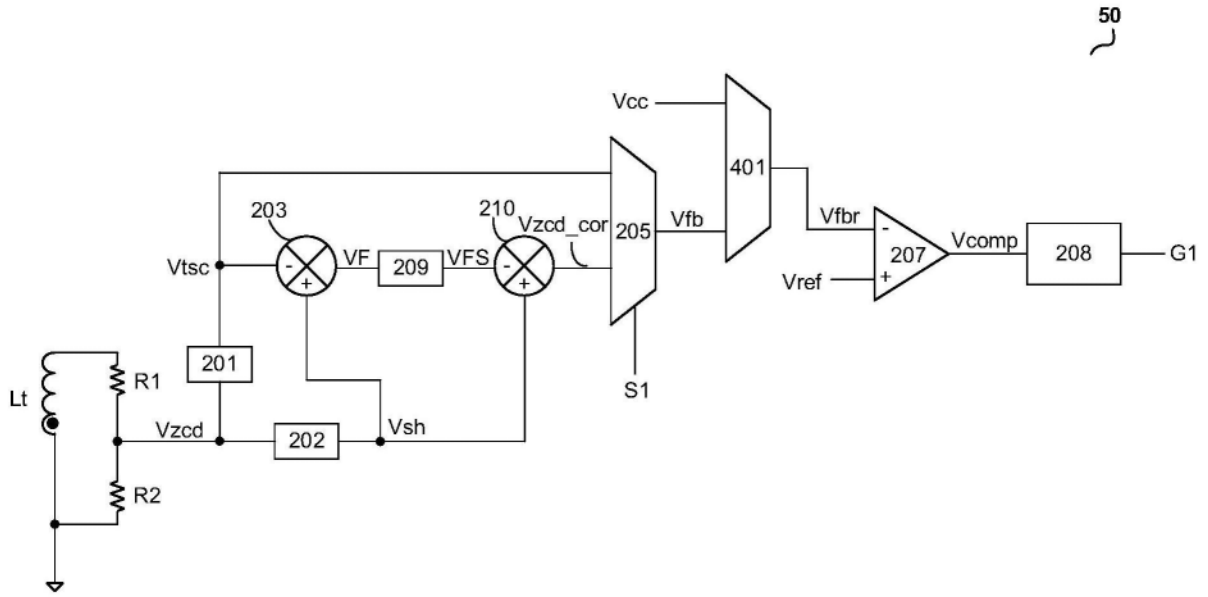 50
Vcc
401
203
210
Vzcd_cor
205
Vfb
Vfbr
-
Vcomp
208
G1
Vtsc
-
+
VF
209
VFS
-
+
Vref
+
207
201
S1
Lt
R1
Vzcd
202
Vsh
R2